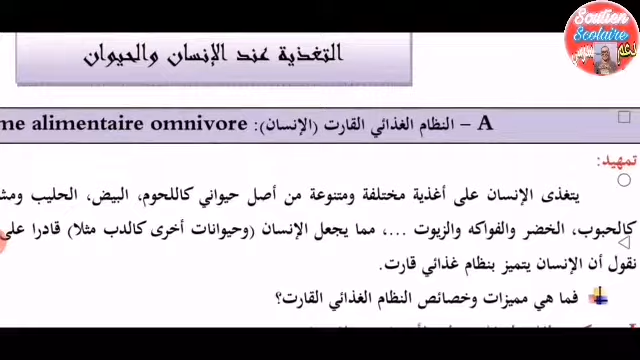 Soutien
Scolaire
دعم
التغذية عند الإنسان والحيوان
A – النظام الغذائي القارت (الإنسان): me alimentaire omnivore
تمهيد:
يتغذى الإنسان على أغذية مختلفة ومتنوعة من أصل حيواني كاللحوم، البيض، الحليب
كالحبوب، الخضر والفواكه والزيوت ...، مما يجعل الإنسان (وحيوانات أخرى كالدب مثلا) قادرا على
نقول أن الإنسان يتميز بنظام غذائي قارت.
فما هي مميزات وخصائص النظام الغذائي القارت؟